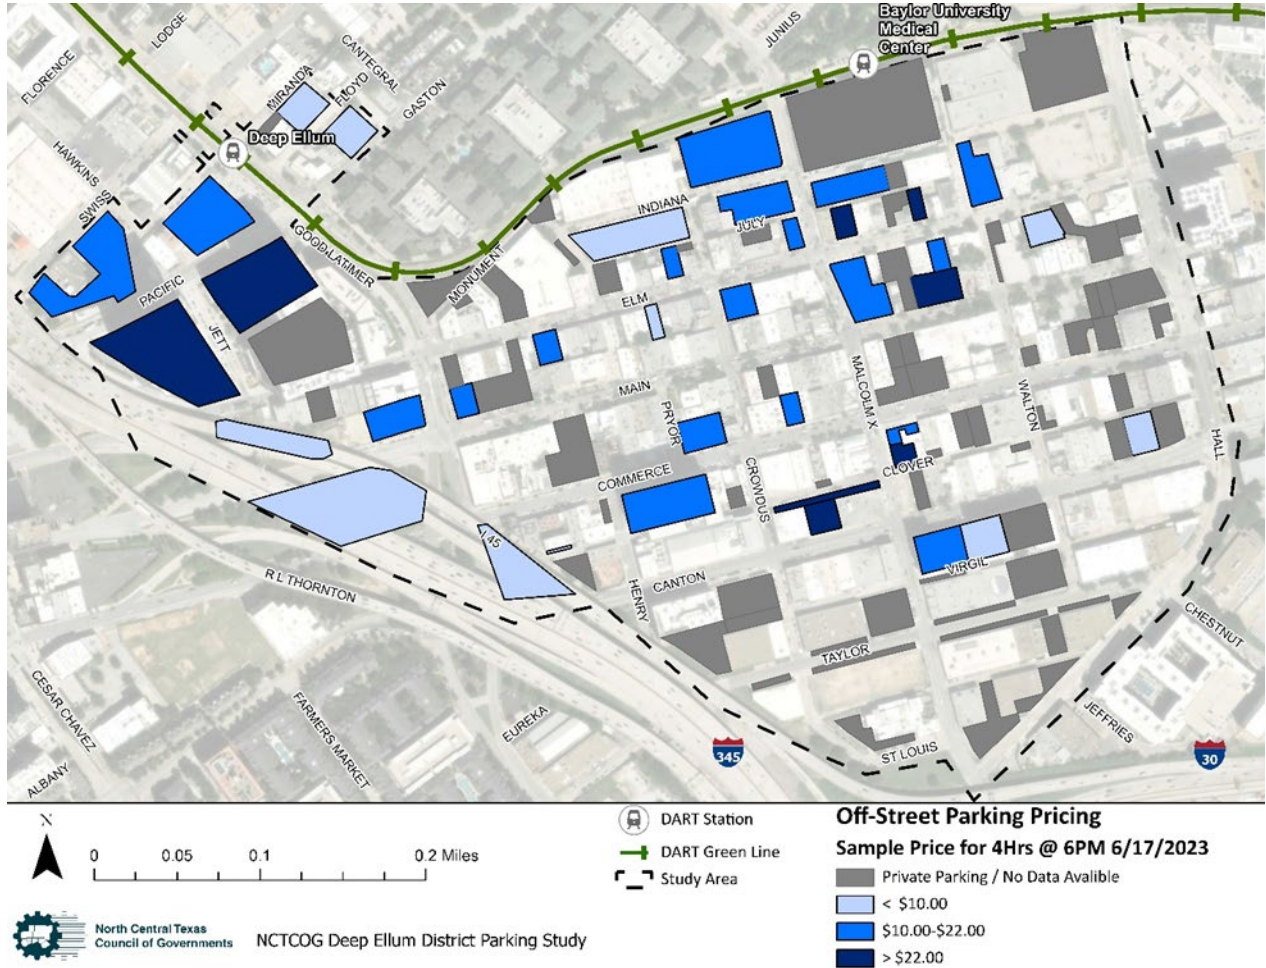 Baylor University
Medical
Center
LODGE
JUNIUS
CANTEGRAL
FLORENCE
MIRANDA
FLOYD
GASTON
Deep Ellum
HAWKINS
SWISS
INDIANA
JULY
GOOD LATIMER
MONUMENT
PACIFIC
ELM
JETT
MAIN
MALCOLM X
WALTON
PRYOR
HALL
COMMERCE
CROWDUS
CLOVER
I 45
VIRGIL
R L THORNTON
HENRY
CANTON
CHESTNUT
TAYLOR
CESAR CHAVEZ
FARMERS MARKET
EUREKA
JEFFRIES
ST LOUIS
345
30
ALBANY
N
0 0.05 0.1 0.2 Miles
DART Station
DART Green Line
Study Area
Off-Street Parking Pricing
Sample Price for 4Hrs @ 6PM 6/17/2023
Private Parking / No Data Avalible
< $10.00
$10.00-$22.00
> $22.00
North Central Texas
Council of Governments
NCTCOG Deep Ellum District Parking Study